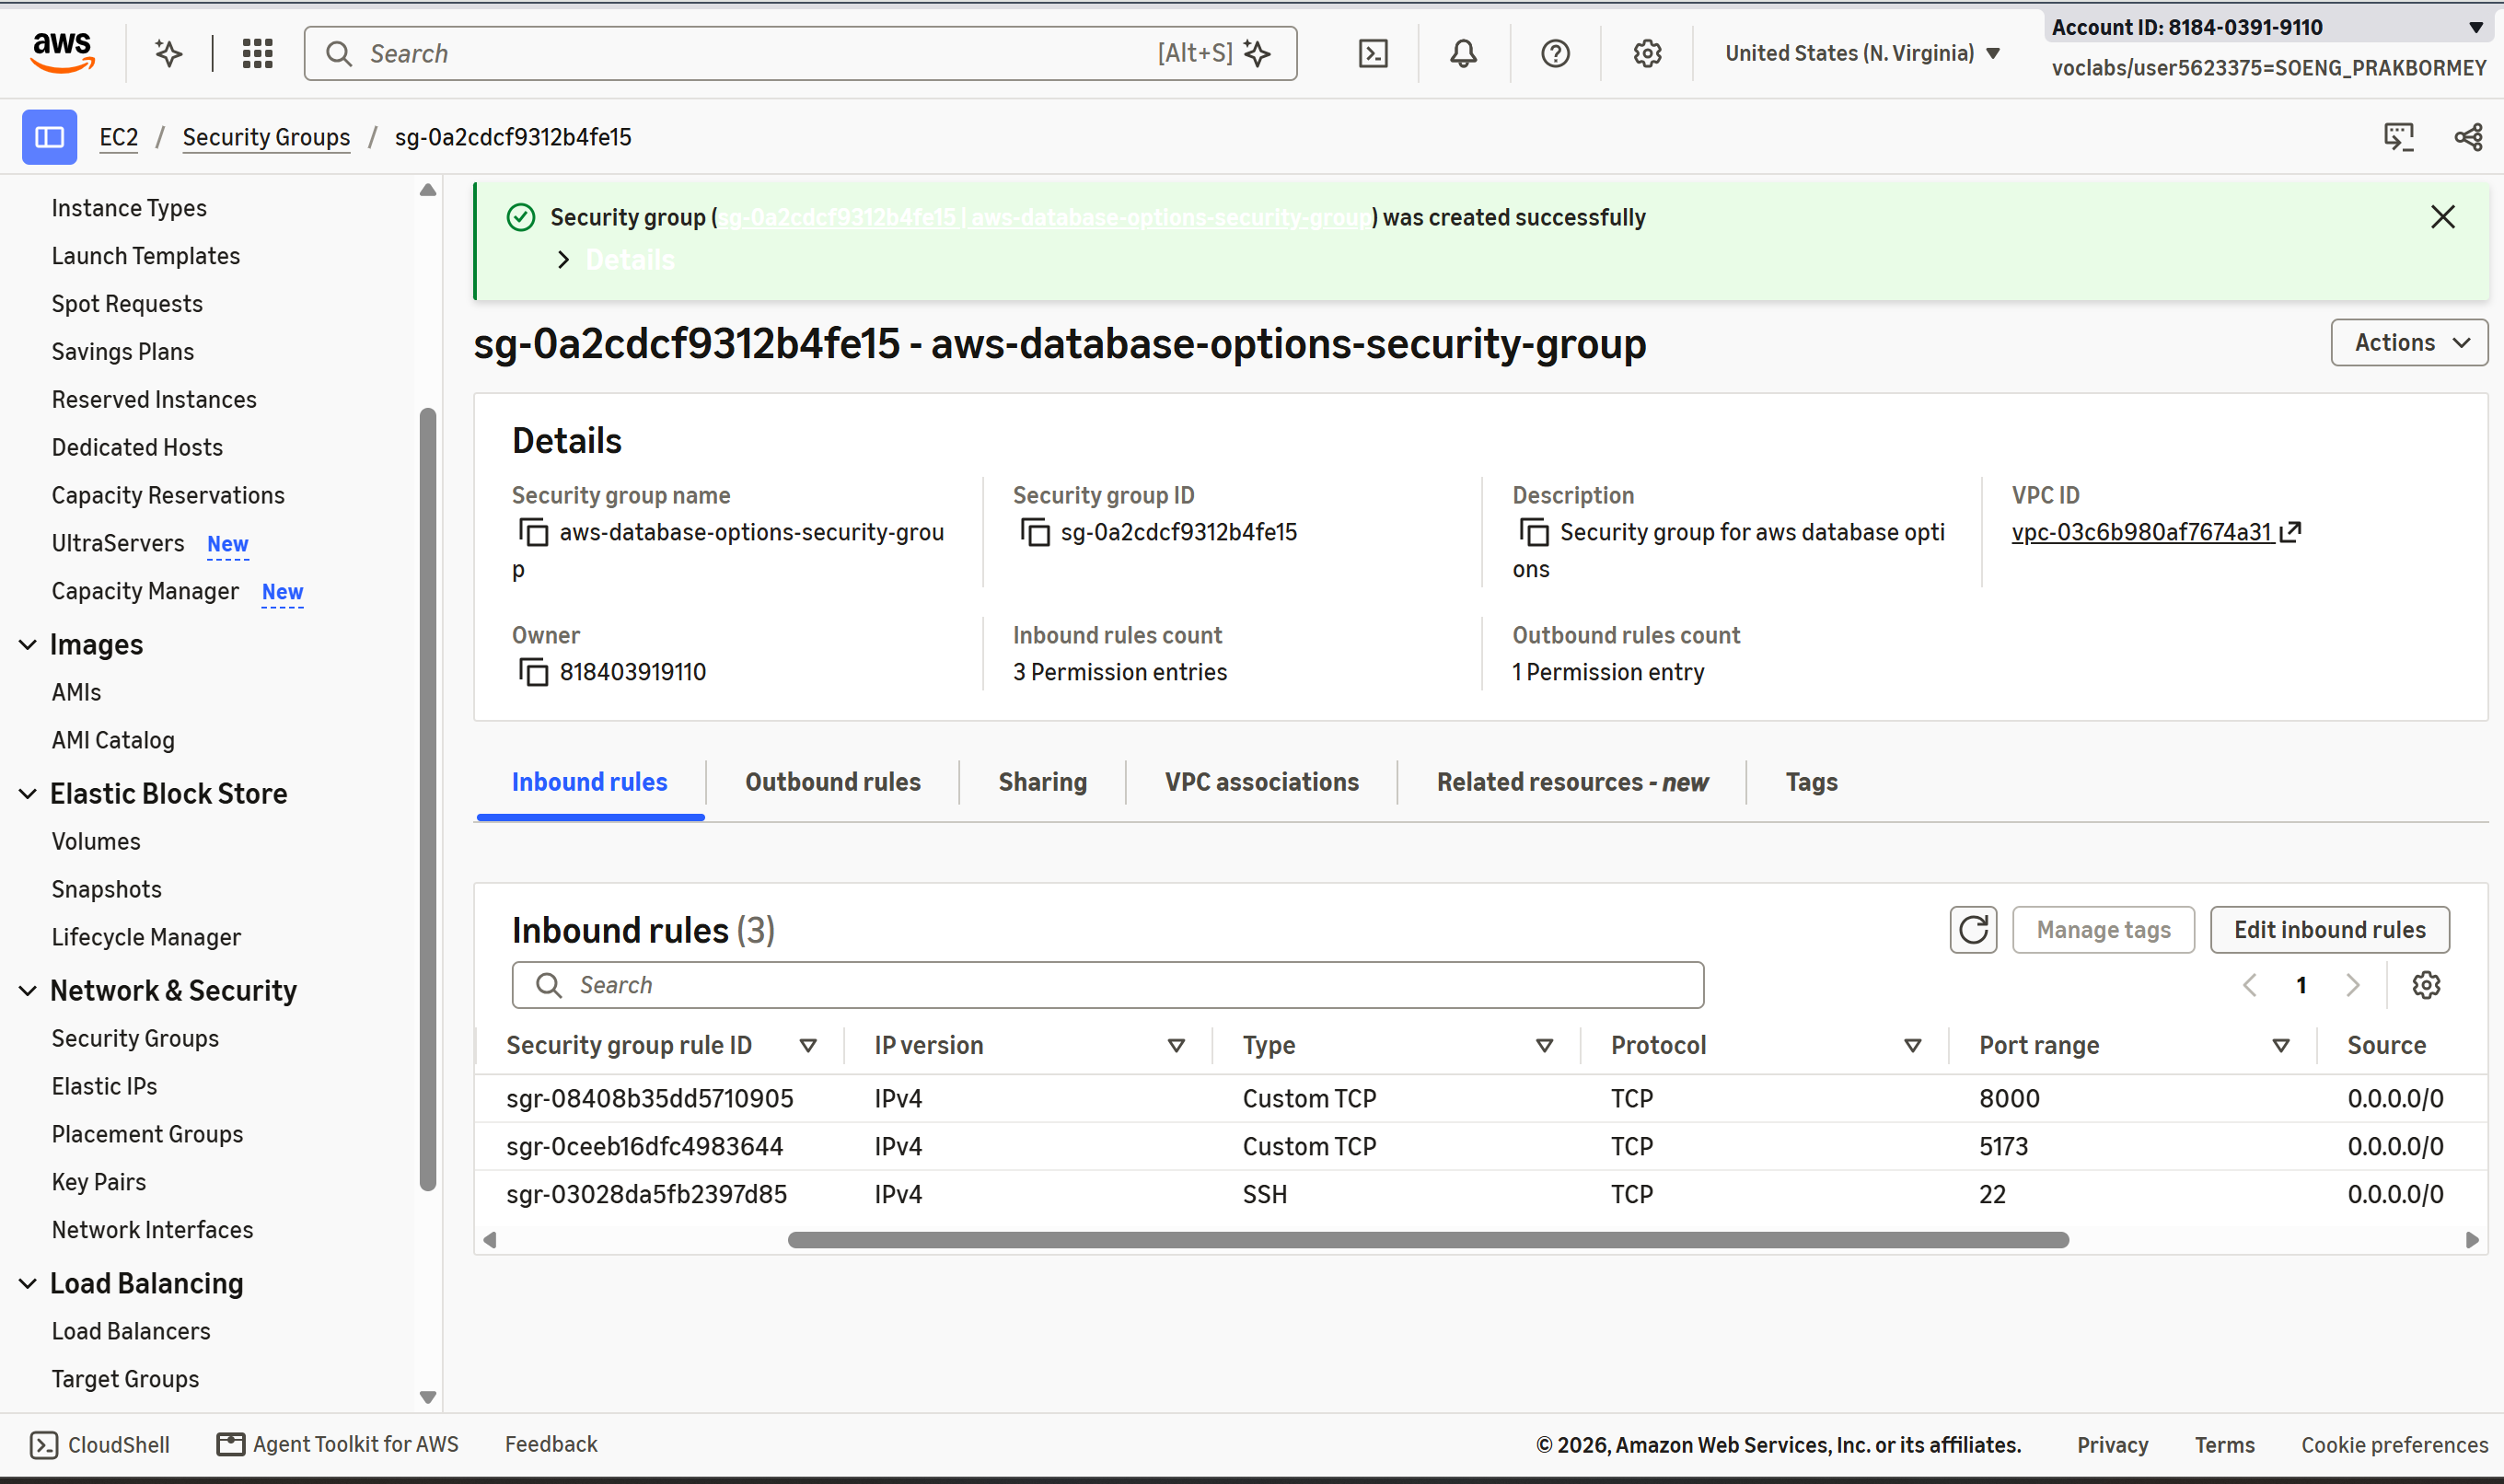 aws
Search [Alt+S]
United States (N. Virginia)
Account ID: 8184-0391-9110
voclabs/user5623375=SOENG_PRAKBORMEY
EC2 / Security Groups / sg-0a2cdcf9312b4fe15
Instance Types
Launch Templates
Spot Requests
Savings Plans
Reserved Instances
Dedicated Hosts
Capacity Reservations
UltraServers New
Capacity Manager New
Images
AMIs
AMI Catalog
Elastic Block Store
Volumes
Snapshots
Lifecycle Manager
Network & Security
Security Groups
Elastic IPs
Placement Groups
Key Pairs
Network Interfaces
Load Balancing
Load Balancers
Target Groups
Security group (sg-0a2cdcf9312b4fe15 | aws-database-options-security-group) was created successfully
Details
sg-0a2cdcf9312b4fe15 - aws-database-options-security-group
Actions
Details
Security group name
aws-database-options-security-grou
p
Security group ID
sg-0a2cdcf9312b4fe15
Description
Security group for aws database opti
ons
VPC ID
vpc-03c6b980af7674a31
Owner
818403919110
Inbound rules count
3 Permission entries
Outbound rules count
1 Permission entry
Inbound rules Outbound rules Sharing VPC associations Related resources - new Tags
Inbound rules (3)
Manage tags
Edit inbound rules
Search
1
Security group rule ID IP version Type Protocol Port range Source
sgr-08408b35dd5710905 IPv4 Custom TCP TCP 8000 0.0.0.0/0
sgr-0ceeb16dfc4983644 IPv4 Custom TCP TCP 5173 0.0.0.0/0
sgr-03028da5fb2397d85 IPv4 SSH TCP 22 0.0.0.0/0
CloudShell Agent Toolkit for AWS Feedback © 2026, Amazon Web Services, Inc. or its affiliates. Privacy Terms Cookie preferences